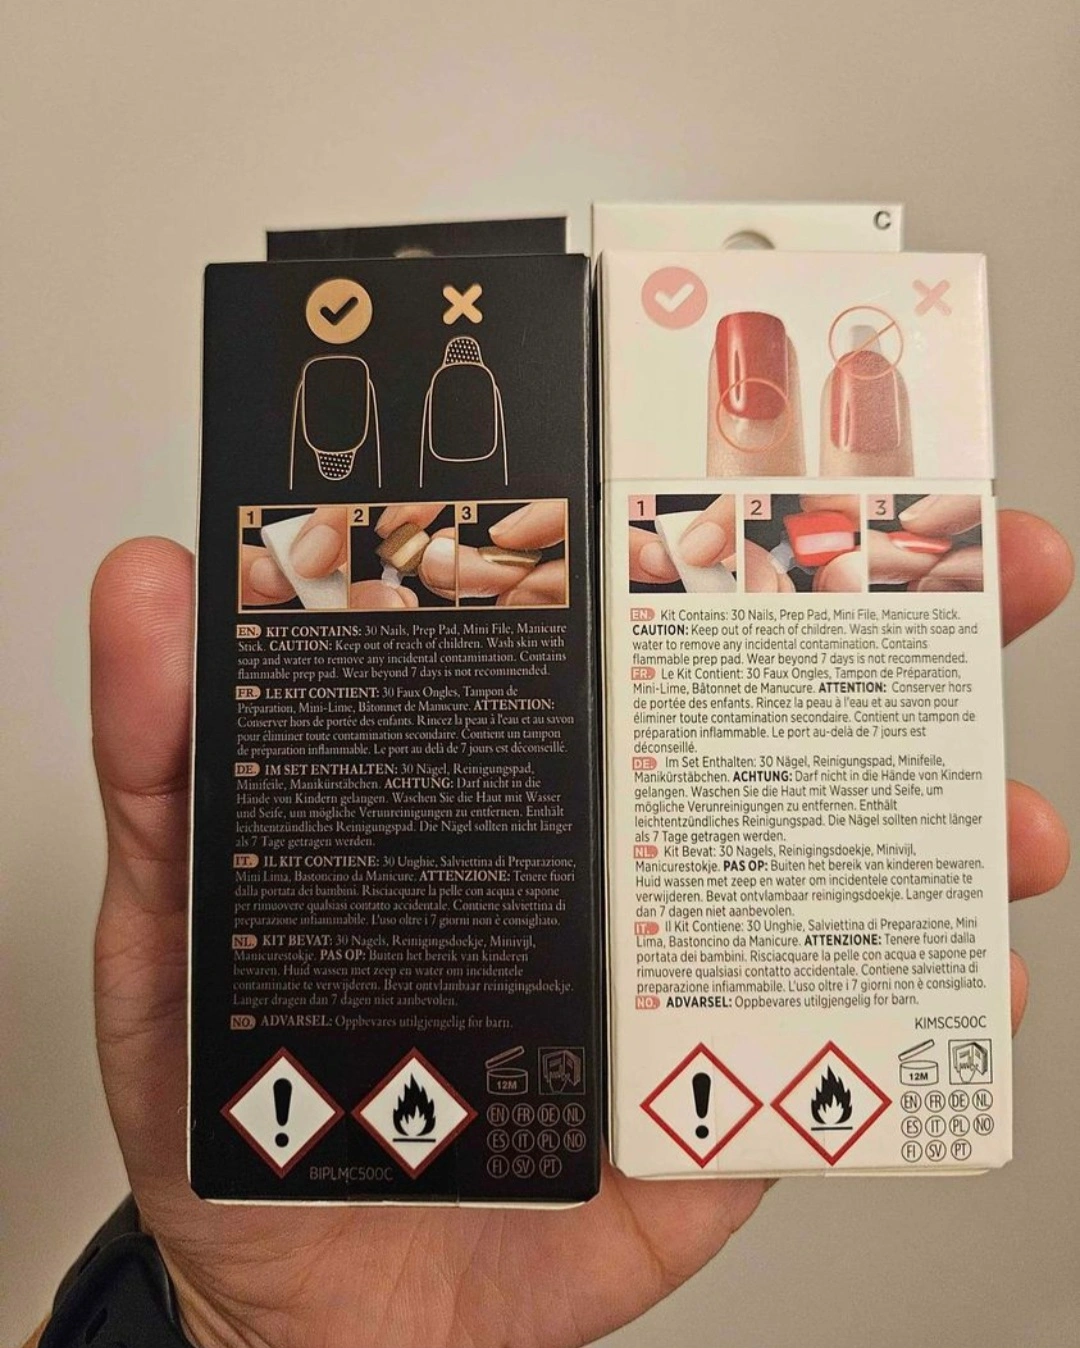 1 2 3
EN. KIT CONTAINS: 30 Nails, Prep Pad, Mini File, Manicure
Stick. CAUTION: Keep out of reach of children. Wash skin with
soap and water to remove any incidental contamination. Contains
flammable prep pad. Wear beyond 7 days is not recommended.
FR. LE KIT CONTIENT: 30 Faux Ongles, Tampon de
Préparation, Mini-Lime, Bâtonnet de Manucure. ATTENTION:
Conserver hors de portée des enfants. Rincez la peau à l'eau et au savon
pour éliminer toute contamination secondaire. Contient un tampon
de préparation inflammable. Le port au delà de 7 jours est déconseillé.
DE. IM SET ENTHALTEN: 30 Nägel, Reinigungspad,
Minifeile, Manikürstäbchen. ACHTUNG: Darf nicht in die
Hände von Kindern gelangen. Waschen Sie die Haut mit Wasser
und Seife, um mögliche Verunreinigungen zu entfernen. Enthält
leichtentzündliches Reinigungspad. Die Nägel sollten nicht länger
als 7 Tage getragen werden.
IT. IL KIT CONTIENE: 30 Unghie, Salviettina di Preparazione,
Mini Lima, Bastoncino da Manicure. ATTENZIONE: Tenere fuori
dalla portata dei bambini. Risciacquare la pelle con acqua e sapone
per rimuovere qualsiasi contatto accidentale. Contiene salviettina di
preparazione infiammabile. L'uso oltre i 7 giorni non è consigliato.
NL. KIT BEVAT: 30 Nagels, Reinigingsdoekje, Minivijl,
Manicurestokje. PAS OP: Buiten het bereik van kinderen
bewaren. Huid wassen met zeep en water om incidentele
contaminatie te verwijderen. Bevat ontvlambaar reinigingsdoekje.
Langer dragen dan 7 dagen niet aanbevolen.
NO. ADVARSEL: Oppbevares utilgjengelig for barn.
12M
EN FR DE NL
ES IT PL NO
FI SV PT
BIPLMC500C
C
1 2 3
EN. Kit Contains: 30 Nails, Prep Pad, Mini File, Manicure Stick.
CAUTION: Keep out of reach of children. Wash skin with soap and
water to remove any incidental contamination. Contains
flammable prep pad. Wear beyond 7 days is not recommended.
FR. Le Kit Contient: 30 Faux Ongles, Tampon de Préparation,
Mini-Lime, Bâtonnet de Manucure. ATTENTION: Conserver hors
de portée des enfants. Rincez la peau à l'eau et au savon pour
éliminer toute contamination secondaire. Contient un tampon de
préparation inflammable. Le port au-delà de 7 jours est
déconseillé.
DE. Im Set Enthalten: 30 Nägel, Reinigungspad, Minifeile,
Manikürstäbchen. ACHTUNG: Darf nicht in die Hände von Kindern
gelangen. Waschen Sie die Haut mit Wasser und Seife, um
mögliche Verunreinigungen zu entfernen. Enthält
leichtentzündliches Reinigungspad. Die Nägel sollten nicht länger
als 7 Tage getragen werden.
NL. Kit Bevat: 30 Nagels, Reinigingsdoekje, Minivijl,
Manicurestokje. PAS OP: Buiten het bereik van kinderen bewaren.
Huid wassen met zeep en water om incidentele contaminatie te
verwijderen. Bevat ontvlambaar reinigingsdoekje. Langer dragen
dan 7 dagen niet aanbevolen.
IT. Il Kit Contiene: 30 Unghie, Salviettina di Preparazione, Mini
Lima, Bastoncino da Manicure. ATTENZIONE: Tenere fuori dalla
portata dei bambini. Risciacquare la pelle con acqua e sapone per
rimuovere qualsiasi contatto accidentale. Contiene salviettina di
preparazione infiammabile. L'uso oltre i 7 giorni non è consigliato.
NO. ADVARSEL: Oppbevares utilgjengelig for barn.
KIMSC500C
12M
EN FR DE NL
ES IT PL NO
FI SV PT